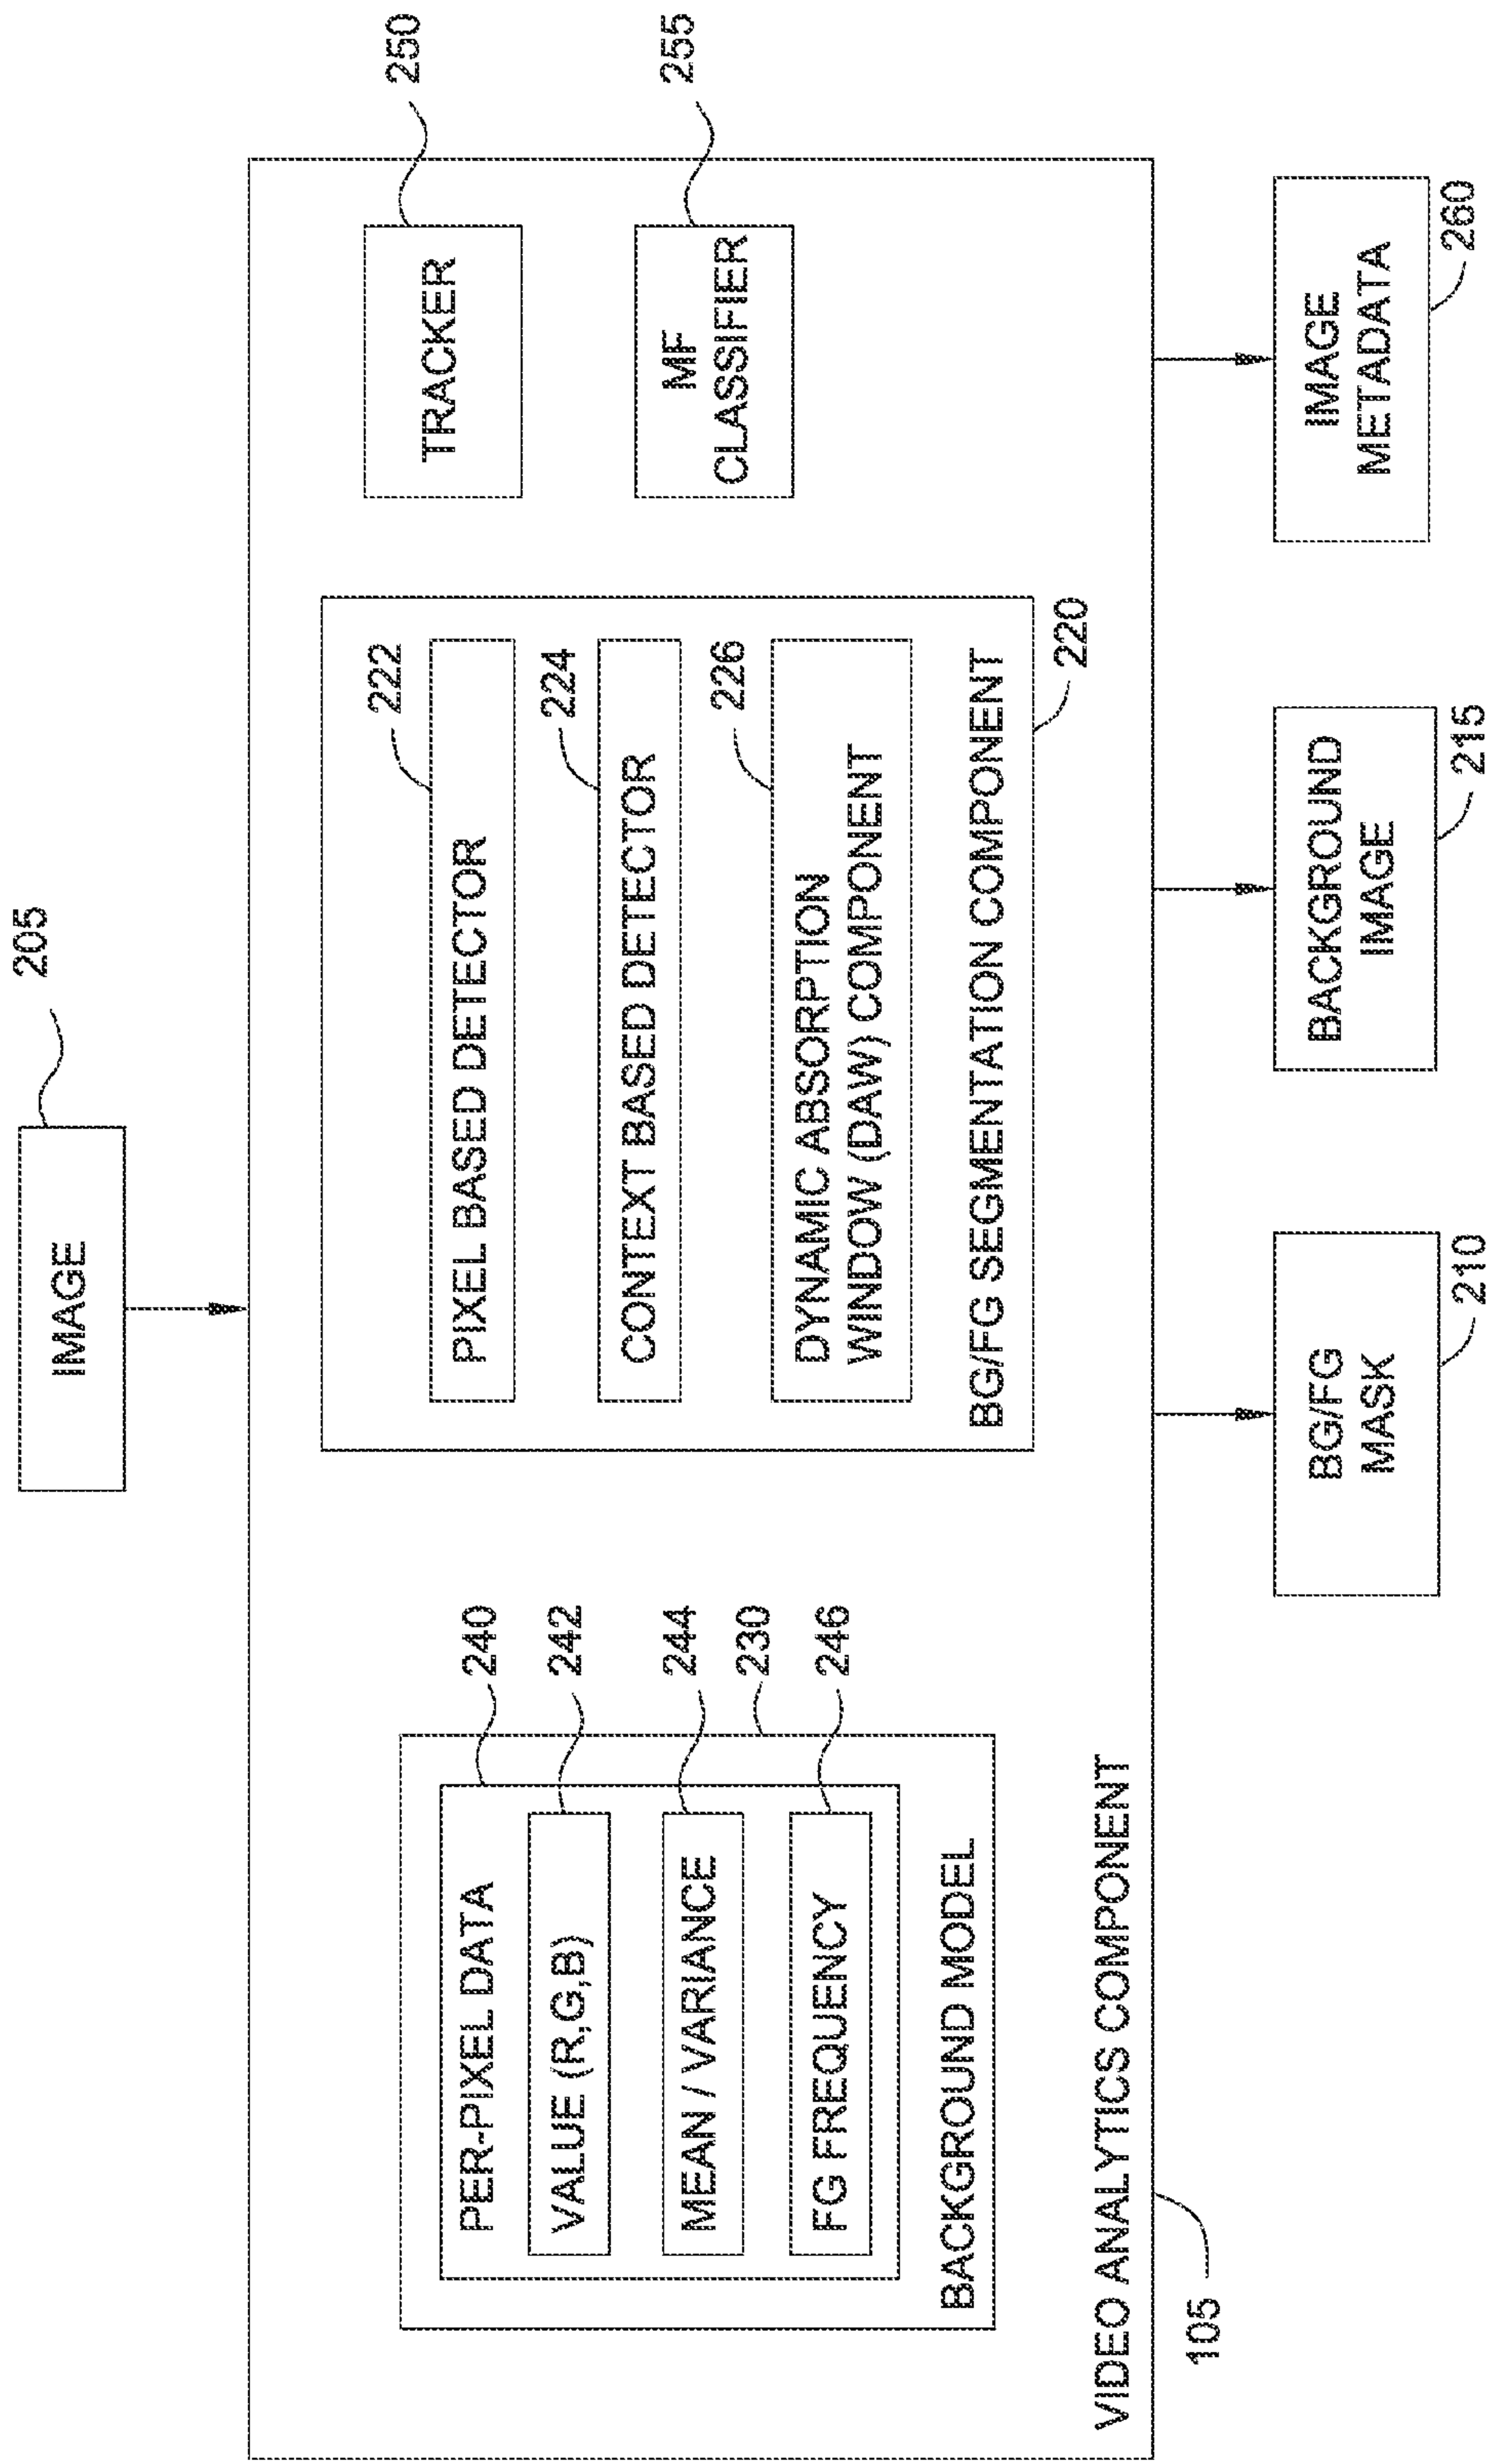 IMAGE
205
PER-PIXEL DATA
240
VALUE (R,G,B)
242
MEAN / VARIANCE
244
230
FG FREQUENCY
246
BACKGROUND MODEL
222
PIXEL BASED DETECTOR
224
CONTEXT BASED DETECTOR
226
DYNAMIC ABSORPTION
WINDOW (DAW) COMPONENT
BG/FG SEGMENTATION COMPONENT
220
250
TRACKER
255
MF
CLASSIFIER
VIDEO ANALYTICS COMPONENT
105
BG/FG
MASK
210
BACKGROUND
IMAGE
215
IMAGE
METADATA
260